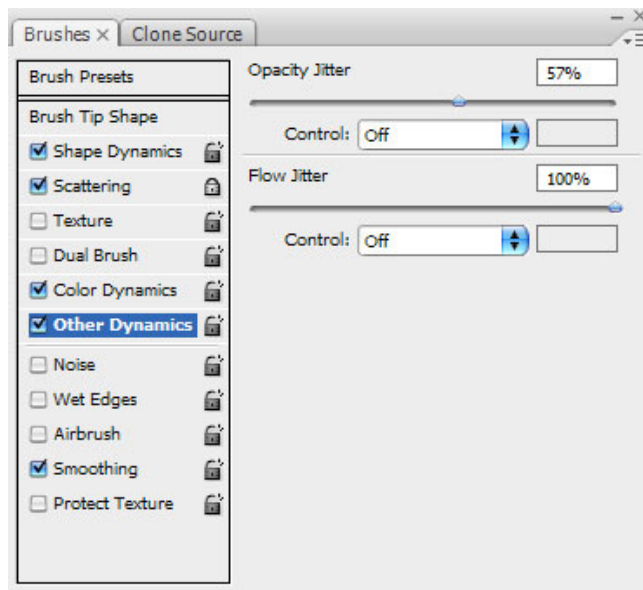 Brushes × Clone Source
Brush Presets
Brush Tip Shape
Shape Dynamics
Scattering
Texture
Dual Brush
Color Dynamics
Other Dynamics
Noise
Wet Edges
Airbrush
Smoothing
Protect Texture
Opacity Jitter 57%
Control: Off
Flow Jitter 100%
Control: Off